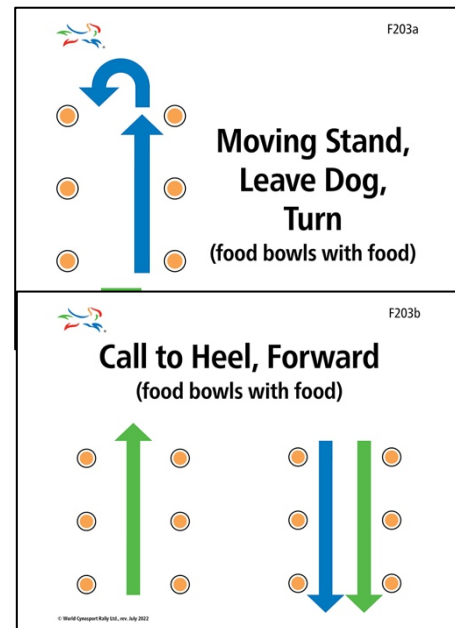 F203a
Moving Stand,
Leave Dog,
Turn
(food bowls with food)
F203b
Call to Heel, Forward
(food bowls with food)
© World Cynosport Rally Ltd., rev. July 2022